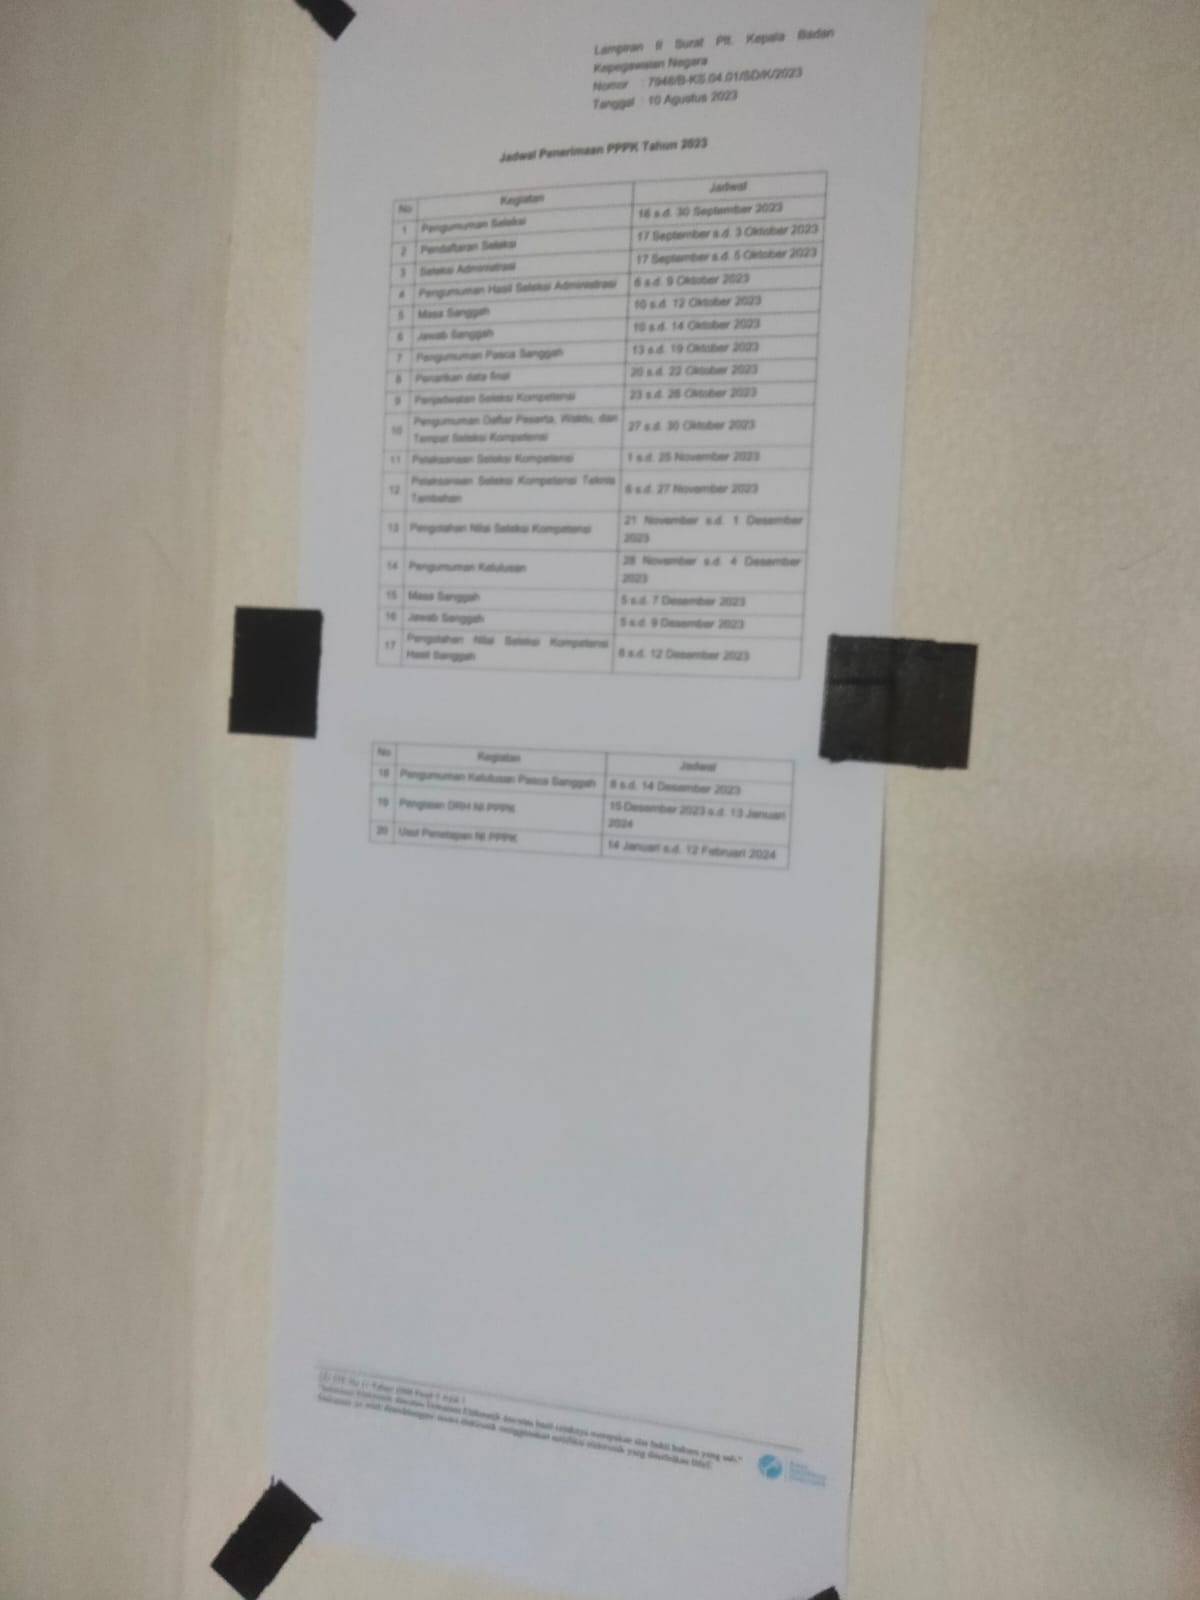 Lampiran II Surat Plt. Kepala Badan
Kepegawaian Negara
Nomor : 7948/B-KS.04.01/SD/K/2023
Tanggal : 10 Agustus 2023
Jadwal Penerimaan PPPK Tahun 2023
No Kegiatan Jadwal
1 Pengumuman Seleksi 16 s.d. 30 September 2023
2 Pendaftaran Seleksi 17 September s.d. 3 Oktober 2023
3 Seleksi Administrasi 17 September s.d. 5 Oktober 2023
4 Pengumuman Hasil Seleksi Administrasi 6 s.d. 9 Oktober 2023
5 Masa Sanggah 10 s.d. 12 Oktober 2023
6 Jawab Sanggah 10 s.d. 14 Oktober 2023
7 Pengumuman Pasca Sanggah 13 s.d. 19 Oktober 2023
8 Penarikan data final 20 s.d. 22 Oktober 2023
9 Penjadwalan Seleksi Kompetensi 23 s.d. 26 Oktober 2023
10 Pengumuman Daftar Peserta, Waktu, dan 27 s.d. 30 Oktober 2023
Tempat Seleksi Kompetensi
11 Pelaksanaan Seleksi Kompetensi 1 s.d. 25 November 2023
12 Pelaksanaan Seleksi Kompetensi Teknis 6 s.d. 27 November 2023
Tambahan
13 Pengolahan Nilai Seleksi Kompetensi 21 November s.d. 1 Desember
2023
14 Pengumuman Kelulusan 28 November s.d. 4 Desember
2023
15 Masa Sanggah 5 s.d. 7 Desember 2023
16 Jawab Sanggah 5 s.d. 9 Desember 2023
17 Pengolahan Nilai Seleksi Kompetensi 6 s.d. 12 Desember 2023
Hasil Sanggah
No Kegiatan Jadwal
18 Pengumuman Kelulusan Pasca Sanggah 8 s.d. 14 Desember 2023
19 Pengisian DRH NI PPPK 15 Desember 2023 s.d. 13 Januari
2024
20 Usul Penetapan NI PPPK 14 Januari s.d. 12 Februari 2024